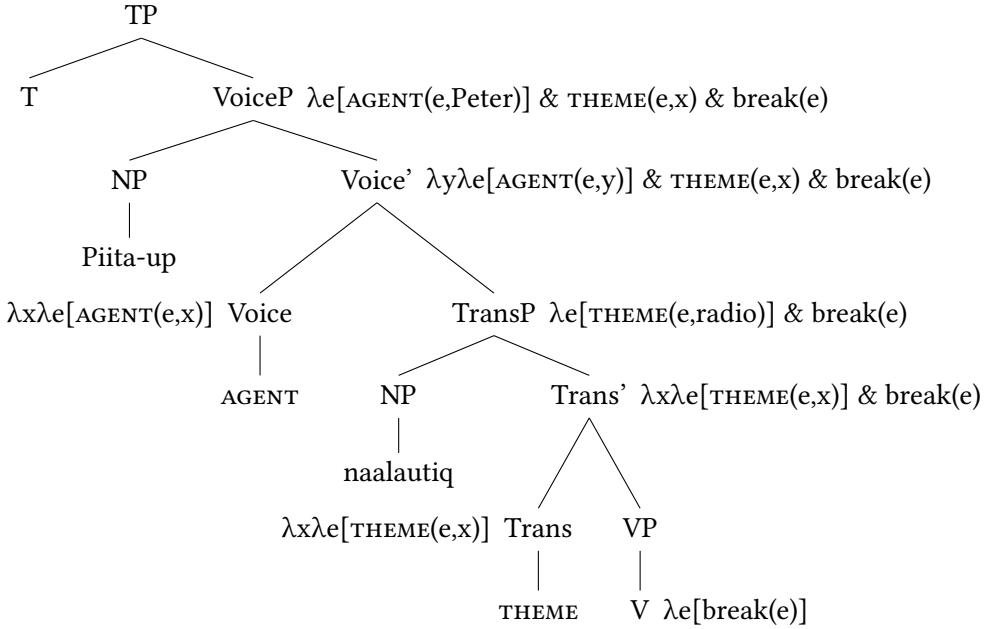 TP
T VoiceP λe[AGENT(e,Peter)] & THEME(e,x) & break(e)
NP Voice’ λyλe[AGENT(e,y)] & THEME(e,x) & break(e)
Piita-up
λxλe[AGENT(e,x)] Voice TransP λe[THEME(e,radio)] & break(e)
AGENT NP Trans’ λxλe[THEME(e,x)] & break(e)
naalautiq
λxλe[THEME(e,x)] Trans VP
THEME V λe[break(e)]